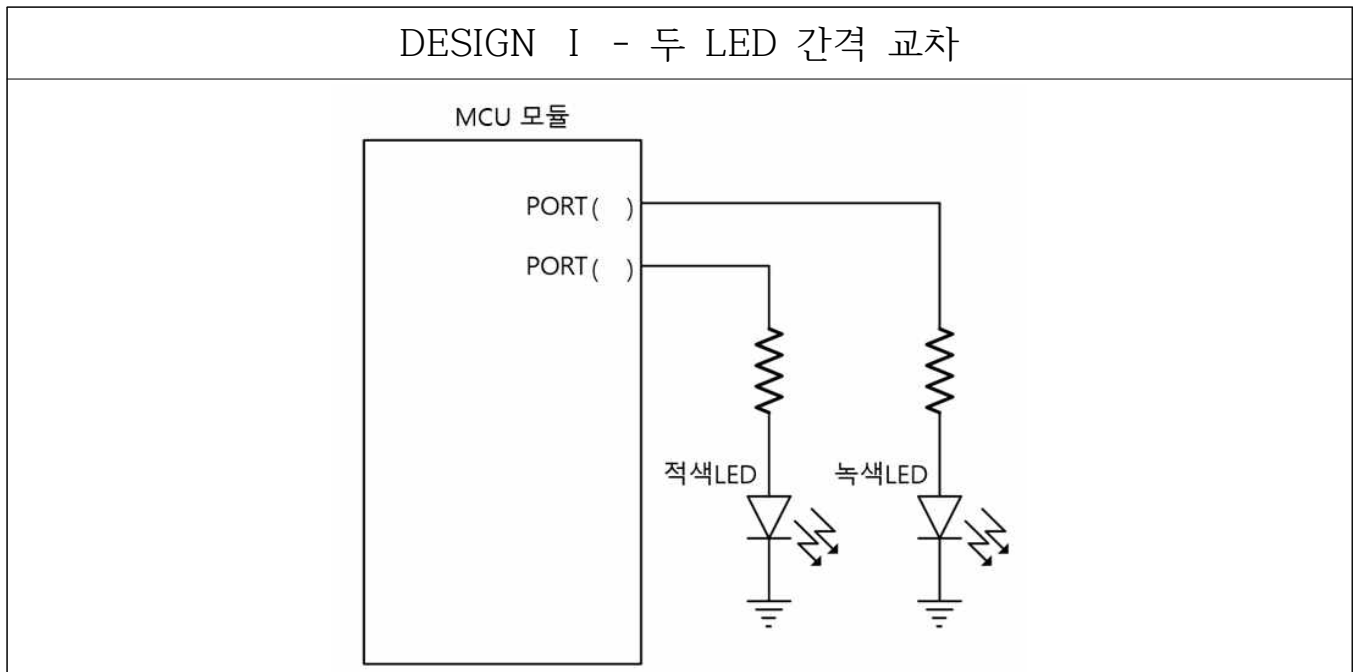 DESIGN Ⅰ - 두 LED 간격 교차
MCU 모듈
PORT( )
PORT( )
적색LED
녹색LED